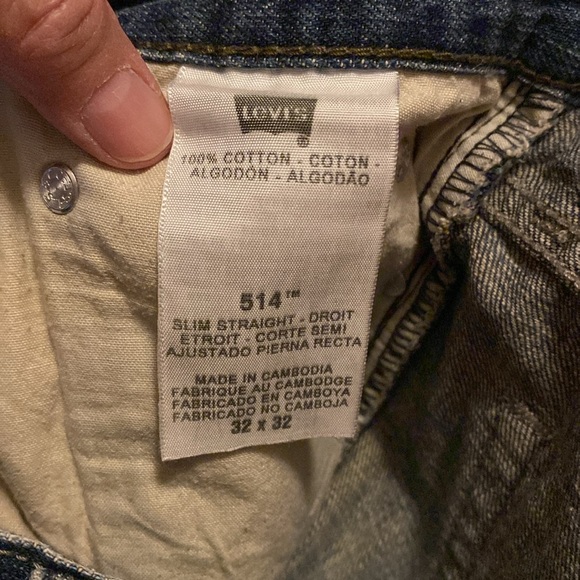 LEVI'S
100% COTTON - COTON -
ALGODÓN - ALGODÃO
514™
SLIM STRAIGHT - DROIT
ETROIT - CORTE SEMI
AJUSTADO PIERNA RECTA
MADE IN CAMBODIA
FABRIQUE AU CAMBODGE
FABRICADO EN CAMBOYA
FABRICADO NO CAMBOJA
32 X 32